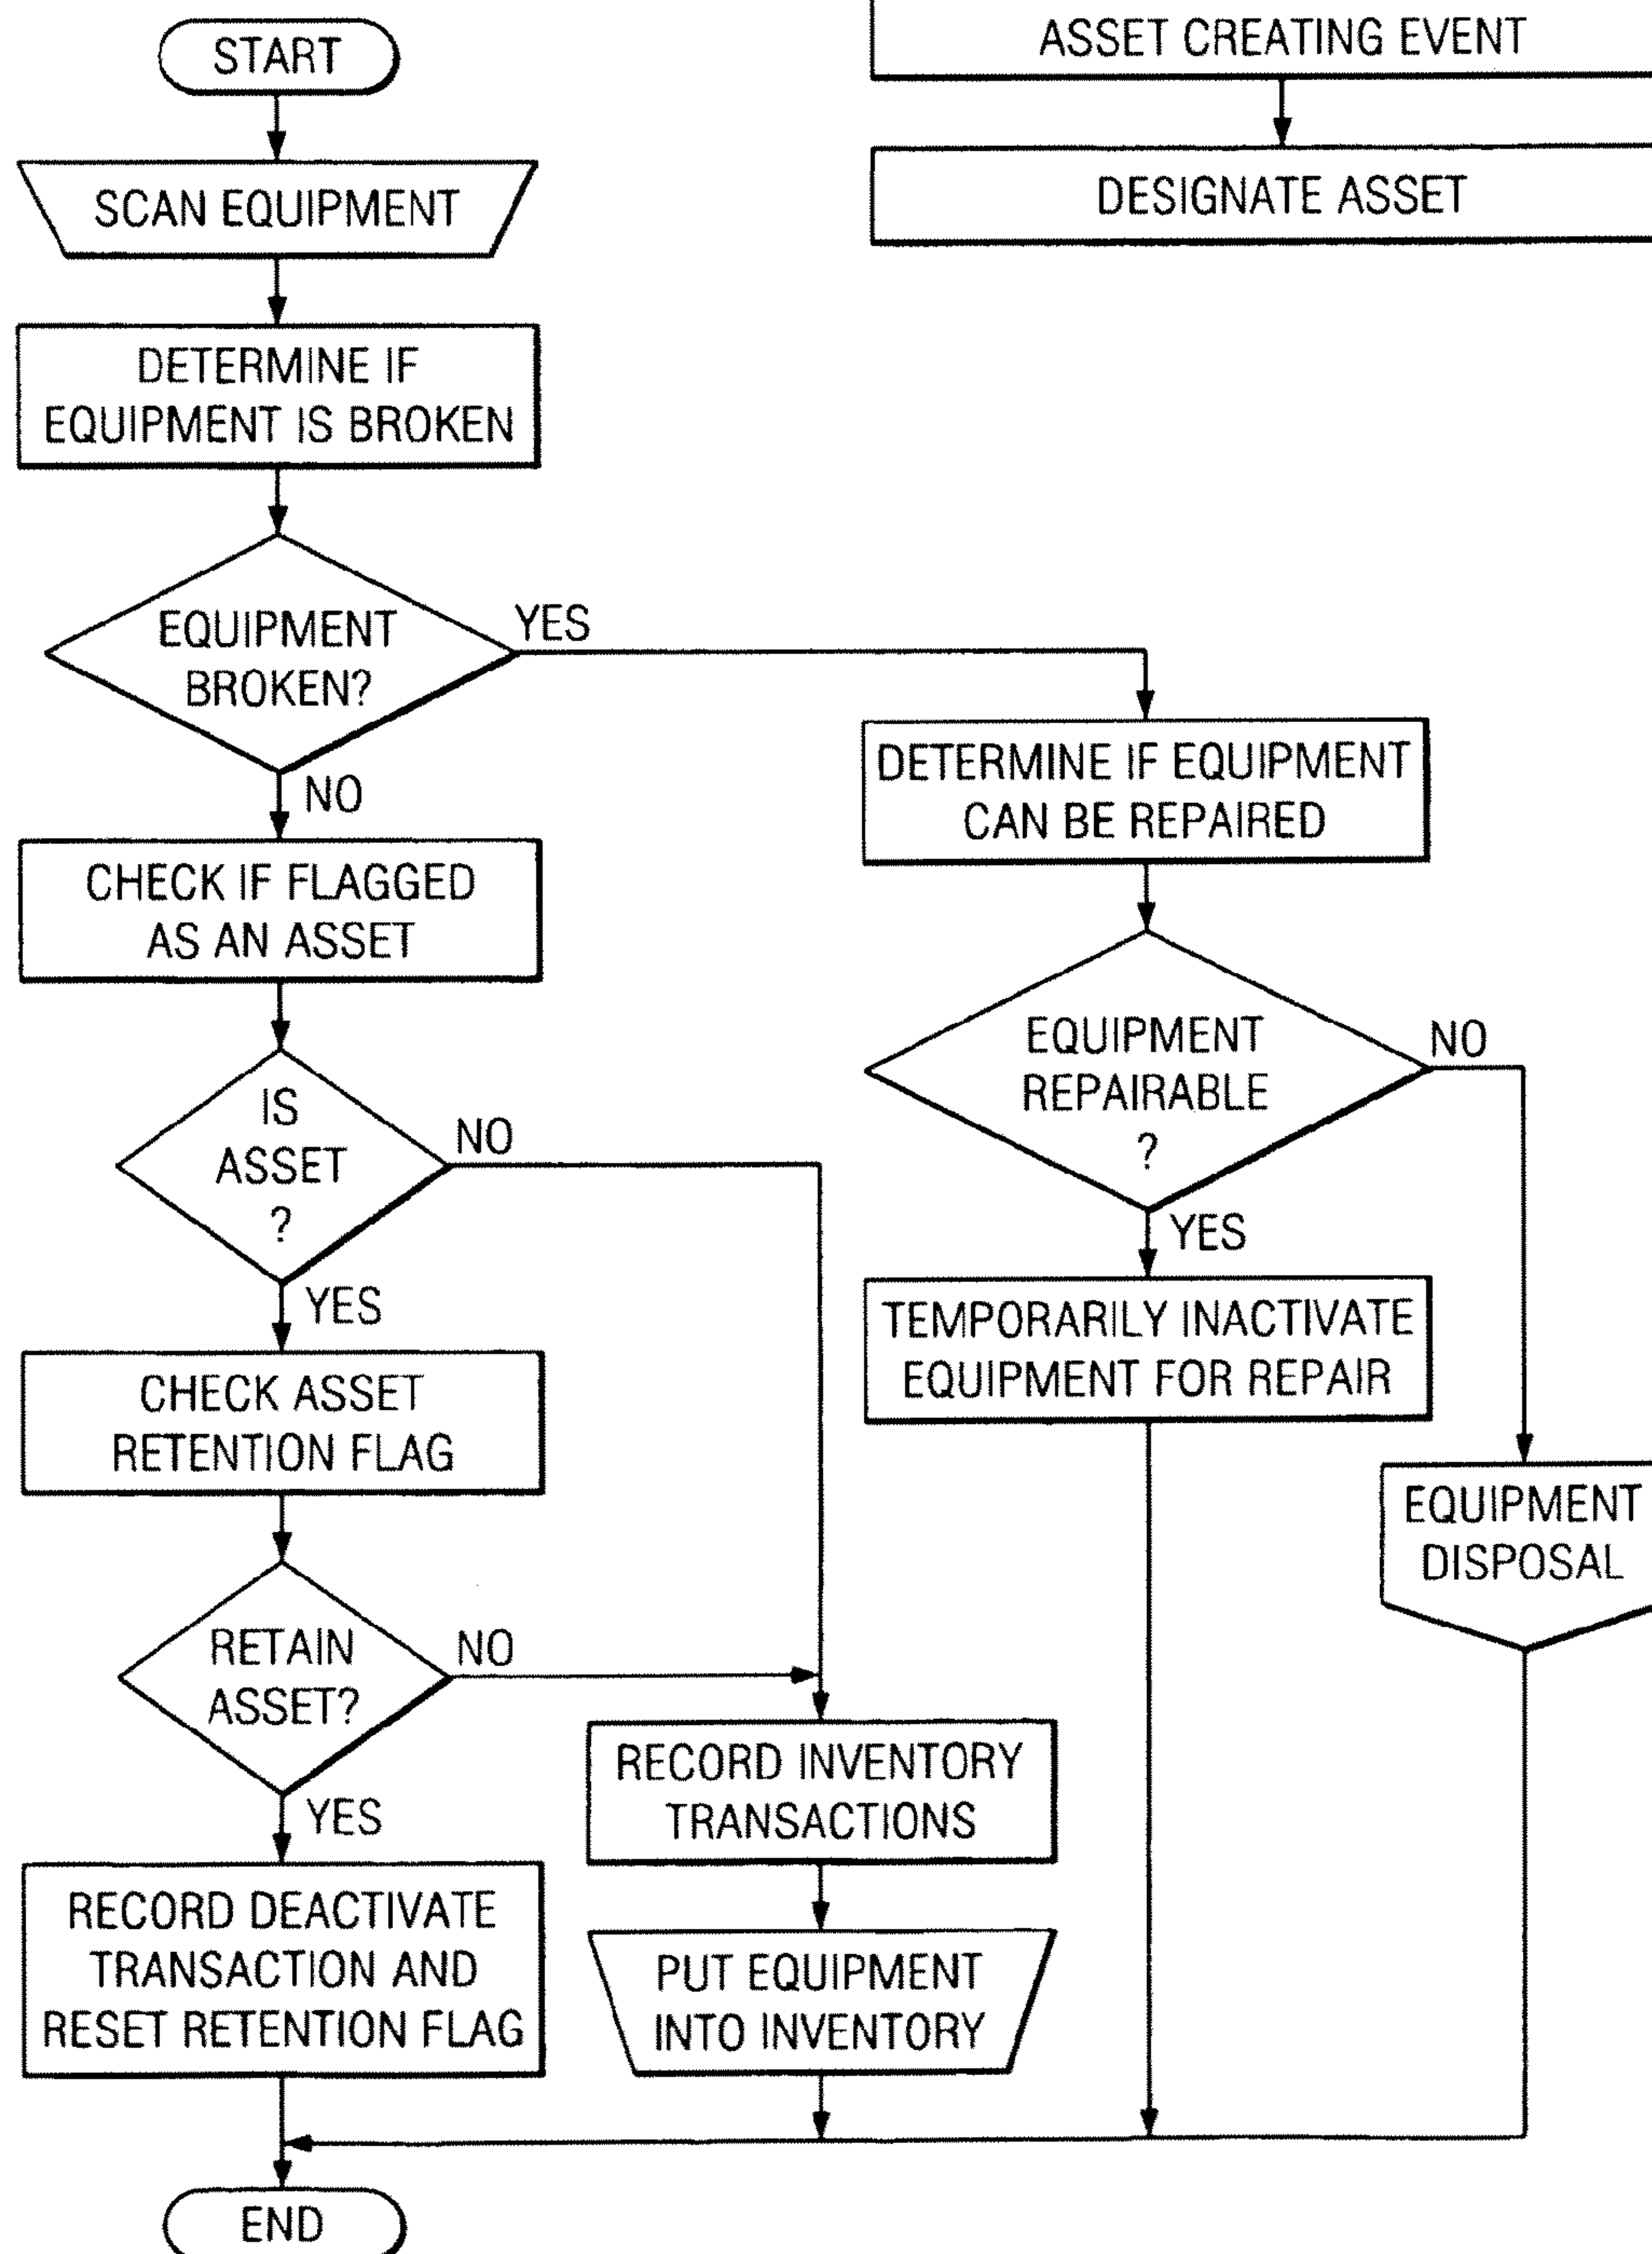 START
SCAN EQUIPMENT
DETERMINE IF
EQUIPMENT IS BROKEN
EQUIPMENT
BROKEN?
YES
NO
CHECK IF FLAGGED
AS AN ASSET
IS
ASSET
?
NO
YES
CHECK ASSET
RETENTION FLAG
RETAIN
ASSET?
NO
YES
RECORD DEACTIVATE
TRANSACTION AND
RESET RETENTION FLAG
RECORD INVENTORY
TRANSACTIONS
PUT EQUIPMENT
INTO INVENTORY
DETERMINE IF EQUIPMENT
CAN BE REPAIRED
EQUIPMENT
REPAIRABLE
?
NO
YES
TEMPORARILY INACTIVATE
EQUIPMENT FOR REPAIR
EQUIPMENT
DISPOSAL
END
ASSET CREATING EVENT
DESIGNATE ASSET